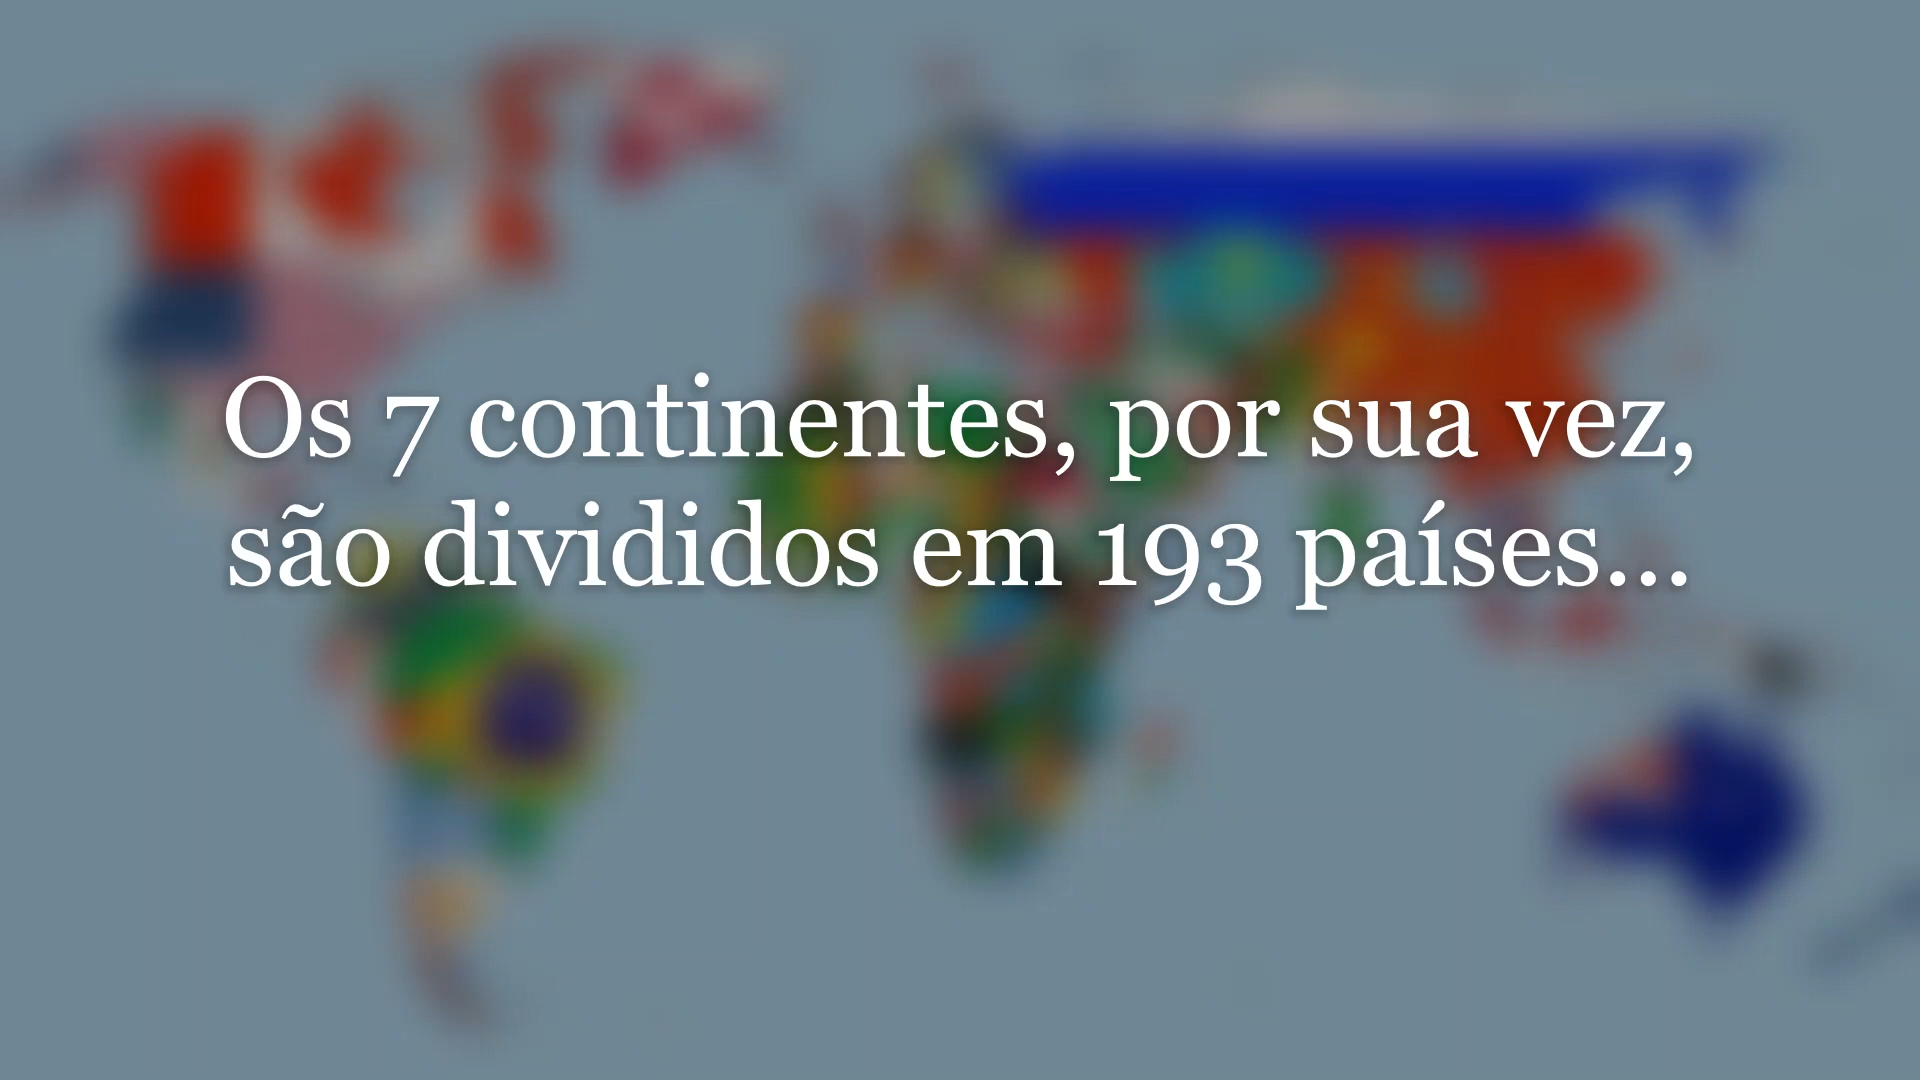 Os 7 continentes, por sua vez,
são divididos em 193 países...